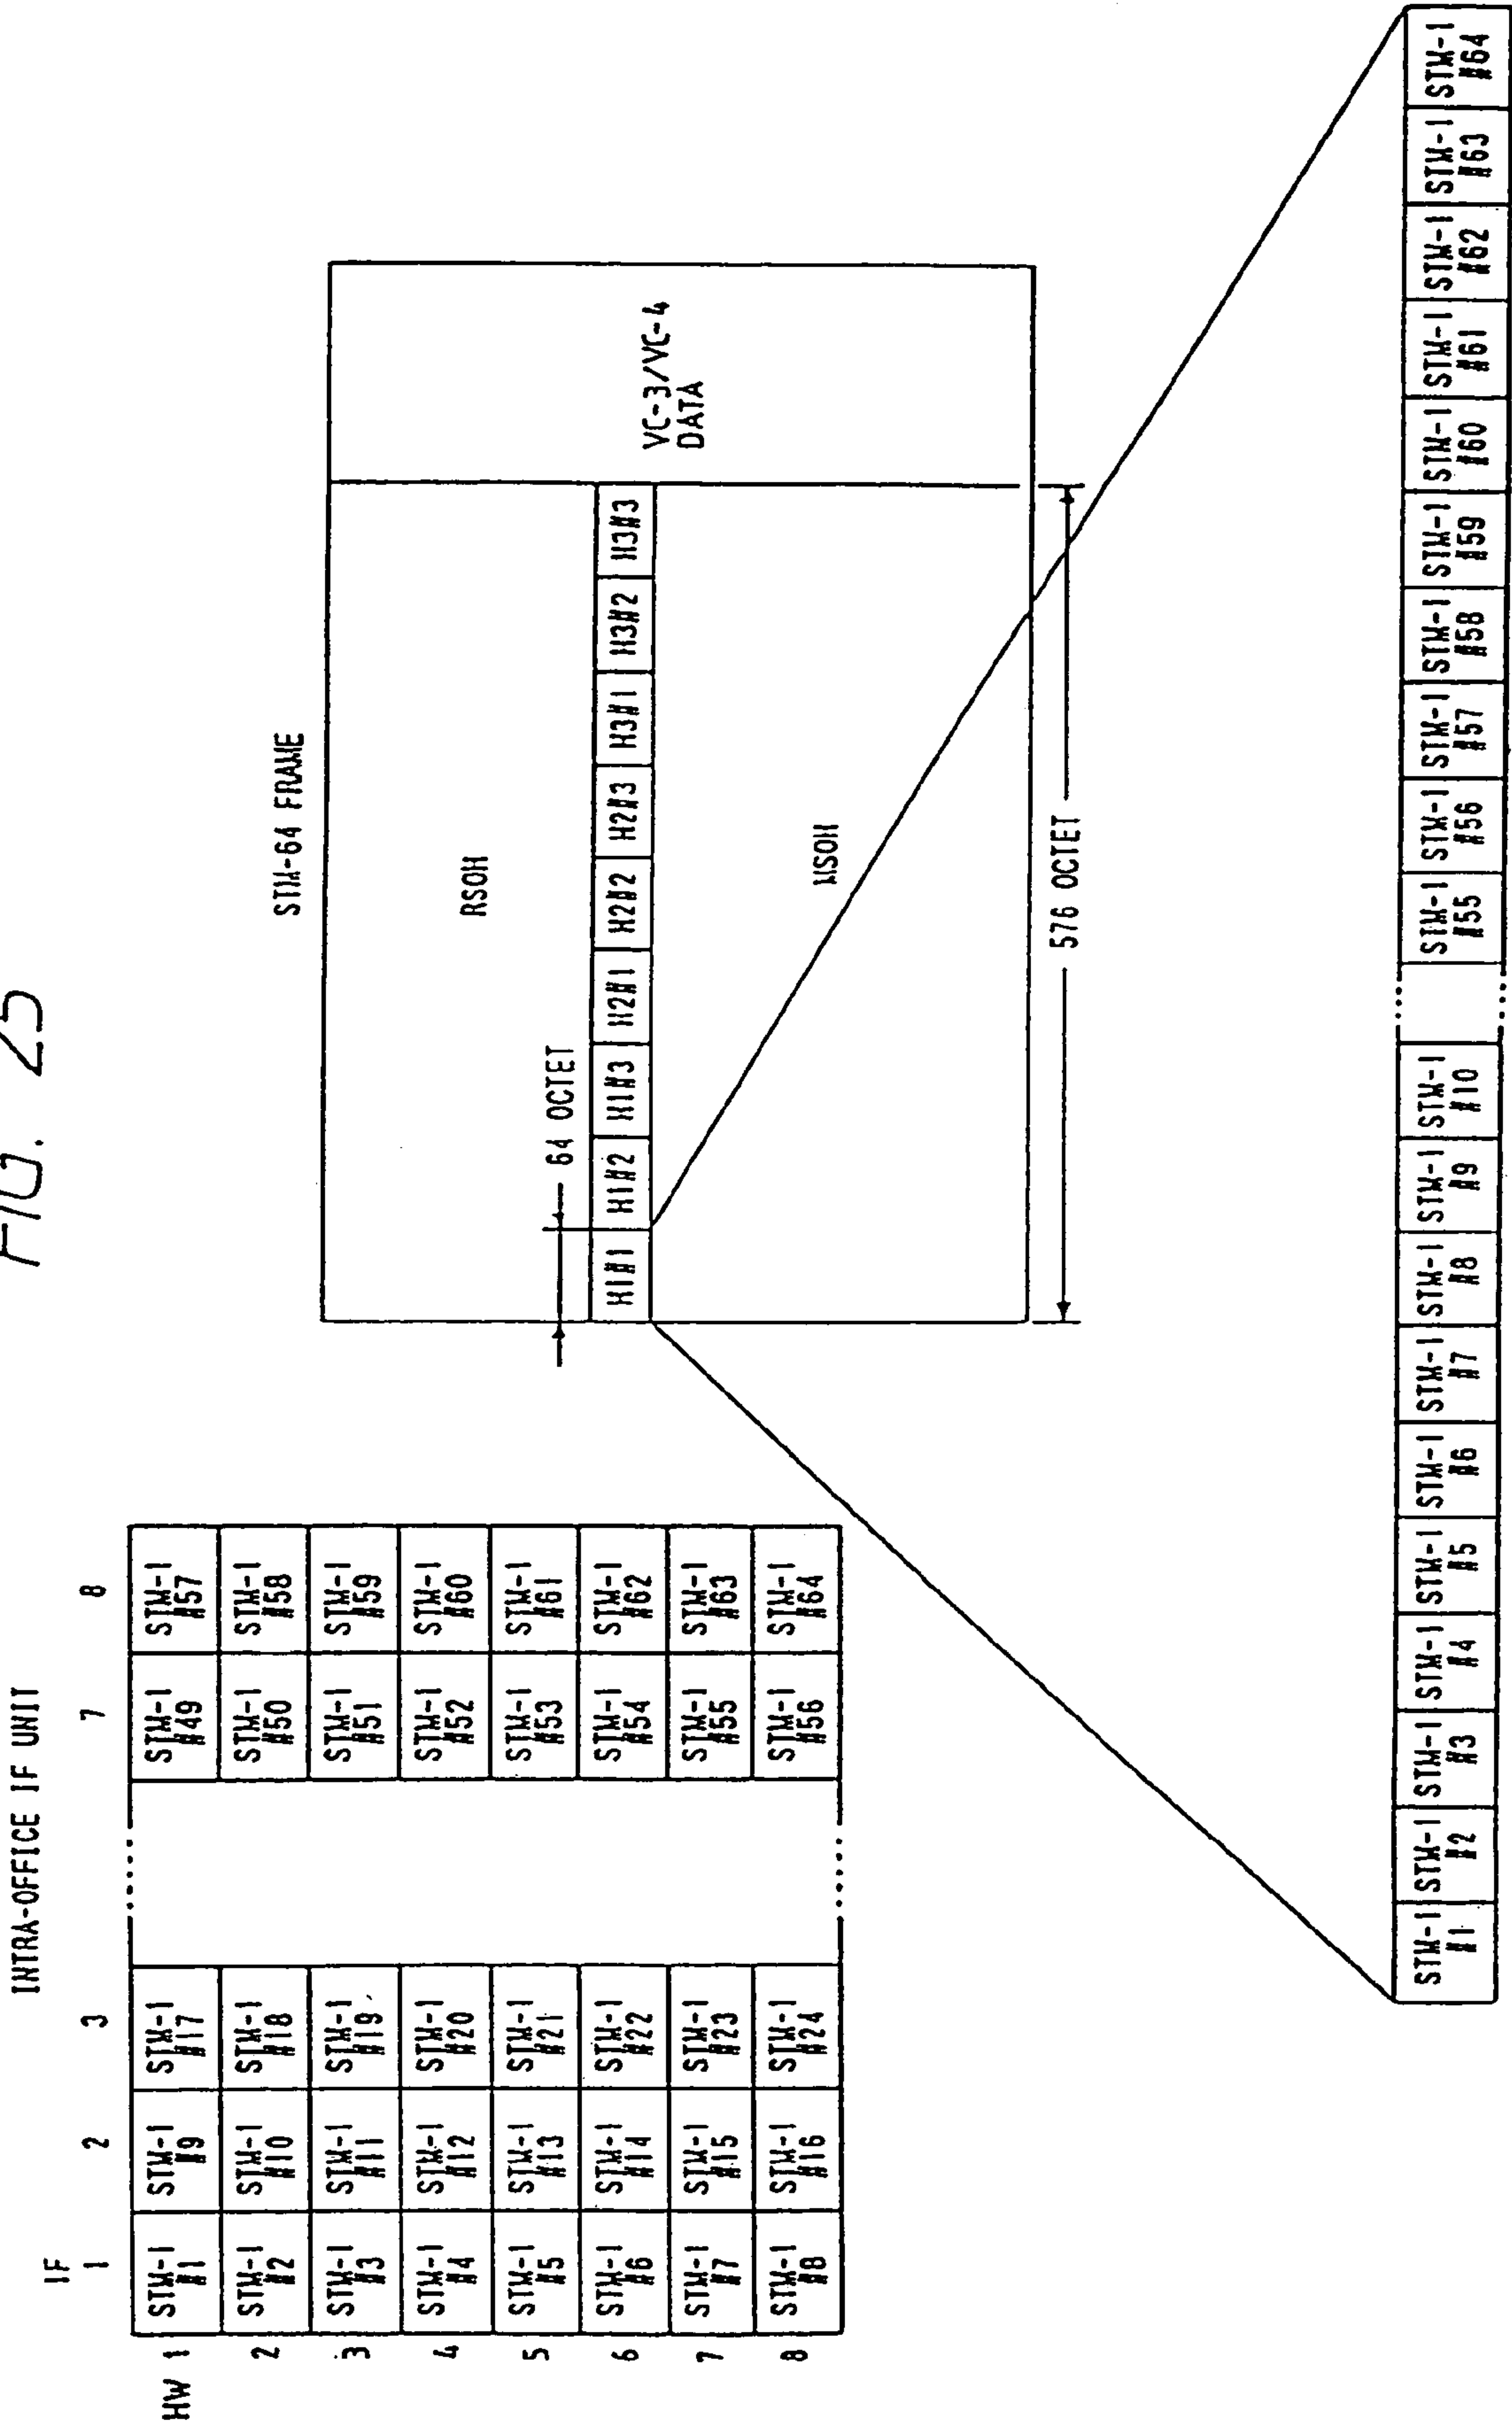 FIG. 25
INTRA-OFFICE IF UNIT
IF 1 2 3 7 8
HW 1 STM-1 #1 STM-1 #9 STM-1 #17 ..... STM-1 #49 STM-1 #57
2 STM-1 #2 STM-1 #10 STM-1 #18 STM-1 #50 STM-1 #58
3 STM-1 #3 STM-1 #11 STM-1 #19 STM-1 #51 STM-1 #59
4 STM-1 #4 STM-1 #12 STM-1 #20 STM-1 #52 STM-1 #60
5 STM-1 #5 STM-1 #13 STM-1 #21 STM-1 #53 STM-1 #61
6 STM-1 #6 STM-1 #14 STM-1 #22 STM-1 #54 STM-1 #62
7 STM-1 #7 STM-1 #15 STM-1 #23 STM-1 #55 STM-1 #63
8 STM-1 #8 STM-1 #16 STM-1 #24 ..... STM-1 #56 STM-1 #64
STM-64 FRAME
RSOH
64 OCTET
H1#1 H1#2 H1#3 H2#1 H2#2 H2#3 H3#1 H3#2 H3#3
VC-3/VC-4
DATA
MSOH
576 OCTET
STM-1 STM-1 STM-1 STM-1 STM-1 STM-1 STM-1 STM-1 STM-1 STM-1 ..... STM-1 STM-1 STM-1 STM-1 STM-1 STM-1 STM-1 STM-1 STM-1 STM-1
#1 #2 #3 #4 #5 #6 #7 #8 #9 #10 #55 #56 #57 #58 #59 #60 #61 #62 #63 #64